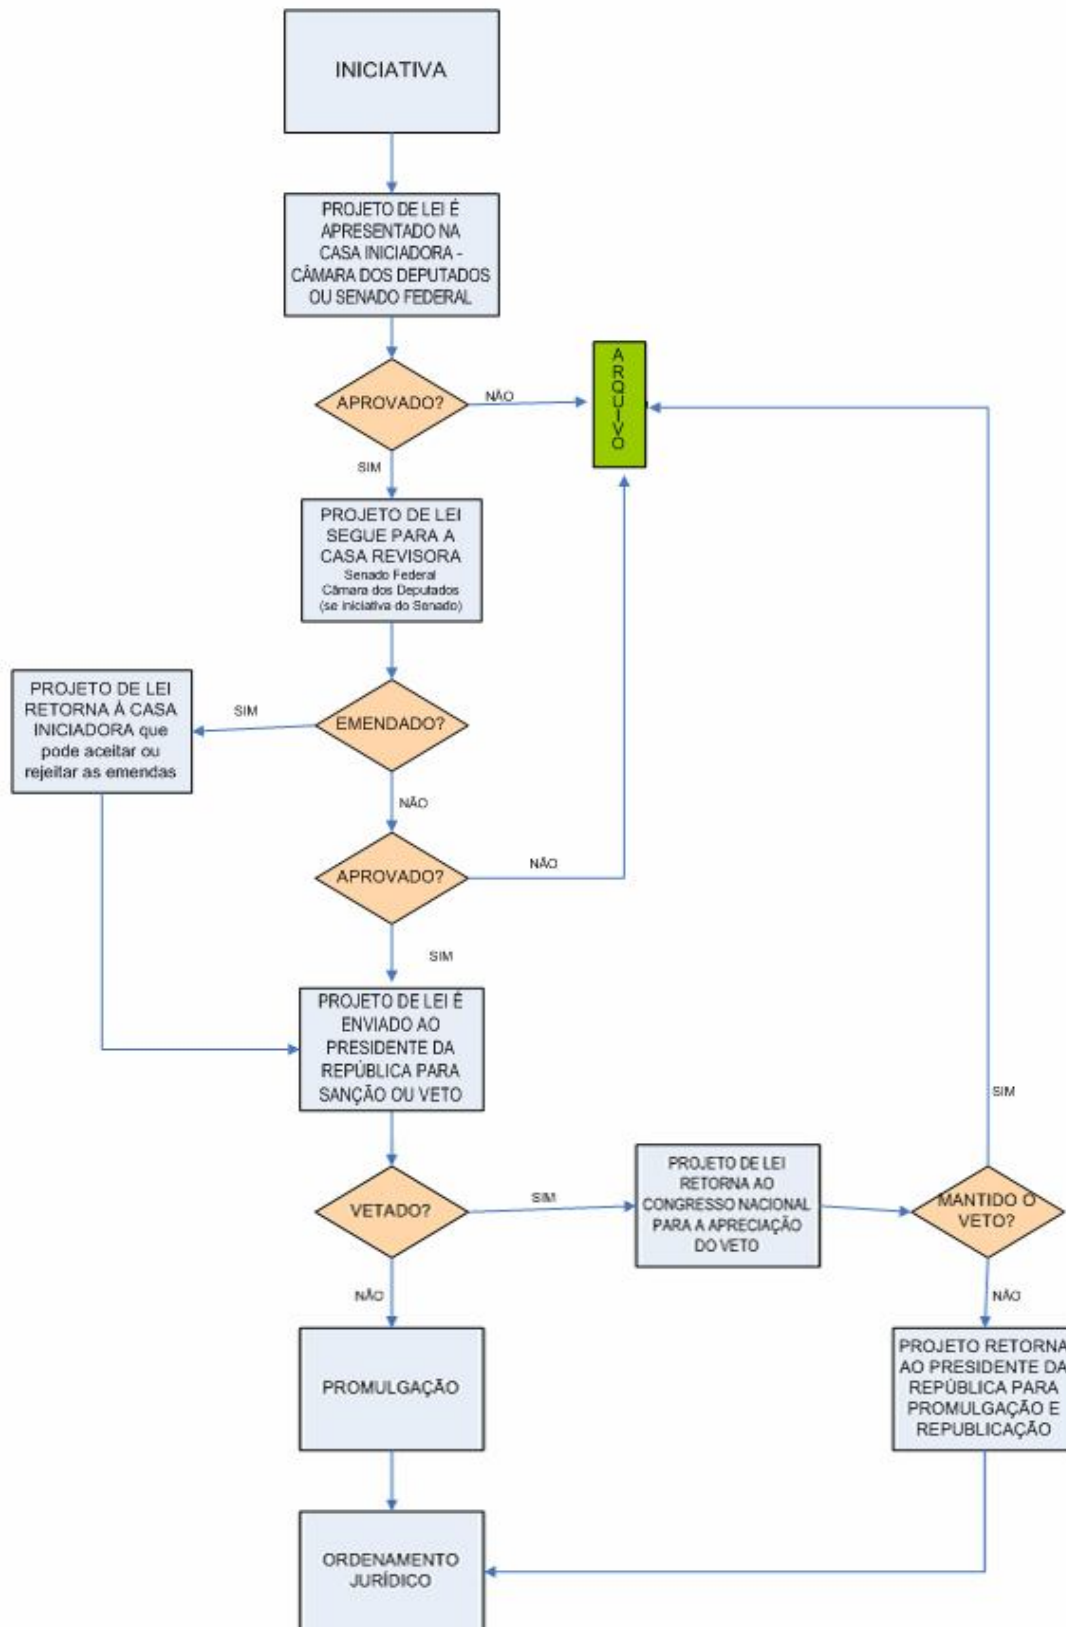 INICIATIVA
PROJETO DE LEI É
APRESENTADO NA
CASA INICIADORA -
CÂMARA DOS DEPUTADOS
OU SENADO FEDERAL
APROVADO?
NÃO
ARQUIVO
SIM
PROJETO DE LEI
SEGUE PARA A
CASA REVISORA
Senado Federal
Câmara dos Deputados
(se iniciativa do Senado)
PROJETO DE LEI
RETORNA À CASA
INICIADORA que
pode aceitar ou
rejeitar as emendas
SIM
EMENDADO?
NÃO
APROVADO?
NÃO
SIM
PROJETO DE LEI É
ENVIADO AO
PRESIDENTE DA
REPÚBLICA PARA
SANÇÃO OU VETO
VETADO?
SIM
PROJETO DE LEI
RETORNA AO
CONGRESSO NACIONAL
PARA A APRECIAÇÃO
DO VETO
MANTIDO O
VETO?
SIM
NÃO
NÃO
PROMULGAÇÃO
PROJETO RETORNA
AO PRESIDENTE DA
REPÚBLICA PARA
PROMULGAÇÃO E
REPUBLICAÇÃO
ORDENAMENTO
JURÍDICO